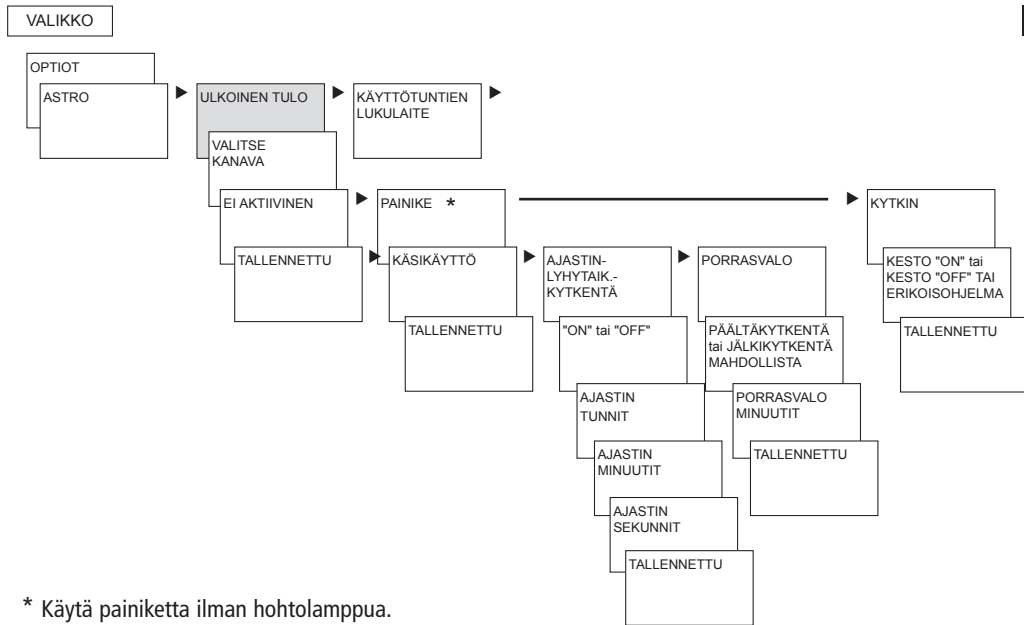 VALIKKO
OPTIOT
ASTRO
ULKOINEN TULO
KÄYTTÖTUNTIEN
LUKULAITE
VALITSE
KANAVA
EI AKTIIVINEN
PAINIKE *
KYTKIN
TALLENNETTU
KÄSIKÄYTTÖ
AJASTIN-
LYHYTAIK.-
KYTKENTÄ
PORRASVALO
KESTO "ON" tai
KESTO "OFF" TAI
ERIKOISOHJELMA
TALLENNETTU
"ON" tai "OFF"
PÄÄLTÄKYTKENTÄ
tai JÄLKIKYTKENTÄ
MAHDOLLISTA
TALLENNETTU
AJASTIN
TUNNIT
PORRASVALO
MINUUTIT
AJASTIN
MINUUTIT
TALLENNETTU
AJASTIN
SEKUNNIT
TALLENNETTU
* Käytä painiketta ilman hohtolamppua.